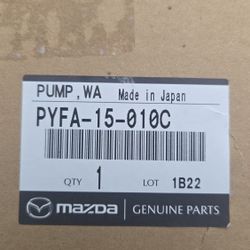 PUMP,WA Made in Japan
PYFA-15-010C
QTY 1 LOT 1B22
mazda GENUINE PARTS